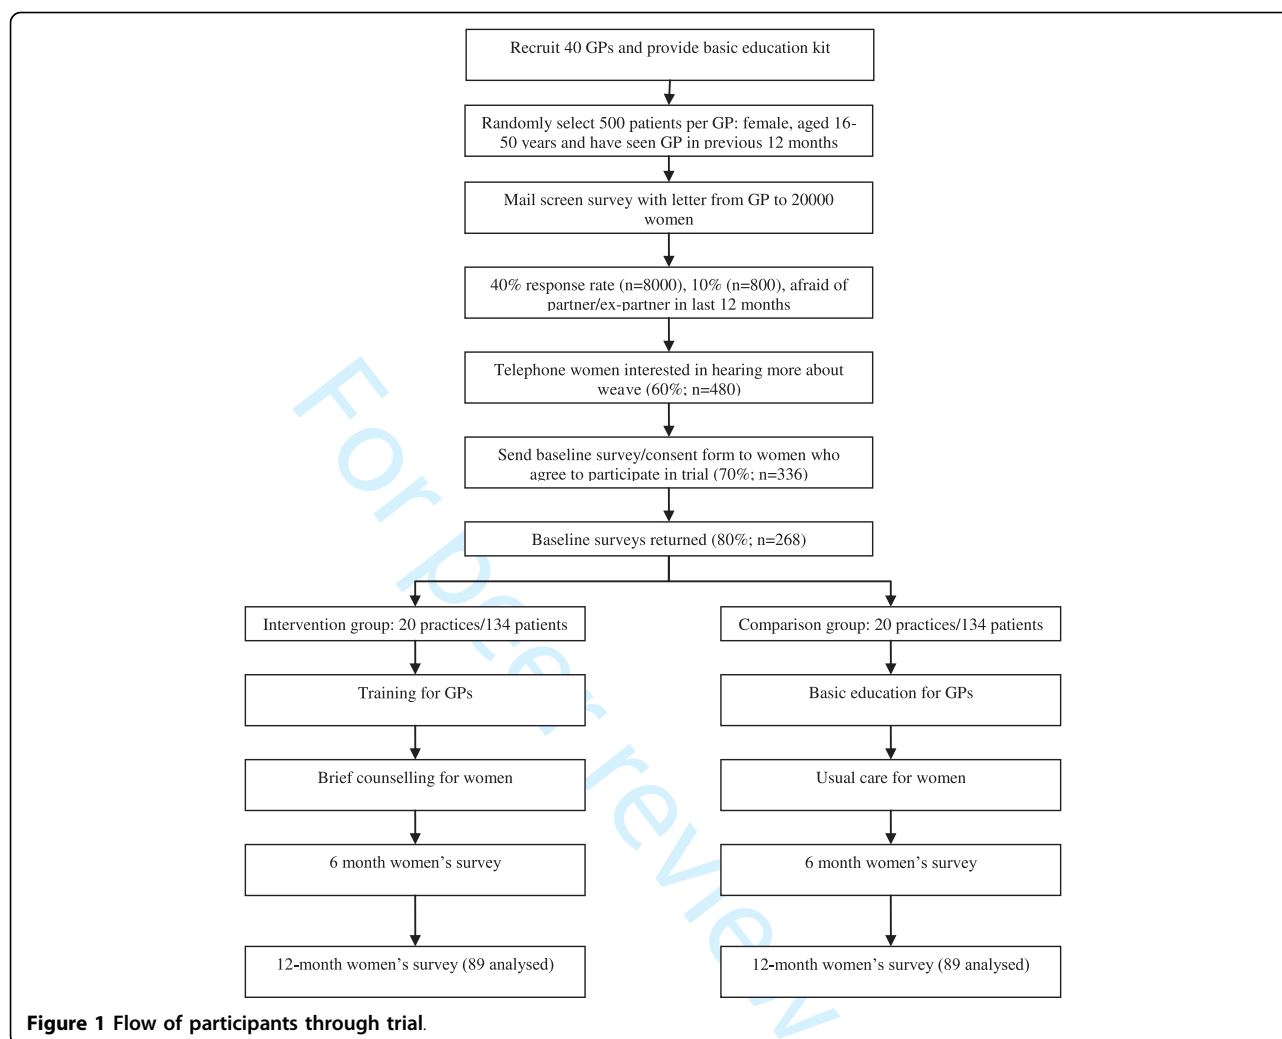 Recruit 40 GPs and provide basic education kit
Randomly select 500 patients per GP: female, aged 16-
50 years and have seen GP in previous 12 months
Mail screen survey with letter from GP to 20000
women
40% response rate (n=8000), 10% (n=800), afraid of
partner/ex-partner in last 12 months
Telephone women interested in hearing more about
weave (60%; n=480)
Send baseline survey/consent form to women who
agree to participate in trial (70%; n=336)
Baseline surveys returned (80%; n=268)
Intervention group: 20 practices/134 patients
Comparison group: 20 practices/134 patients
Training for GPs
Basic education for GPs
Brief counselling for women
Usual care for women
6 month women’s survey
6 month women’s survey
12-month women’s survey (89 analysed)
12-month women’s survey (89 analysed)
Figure 1 Flow of participants through trial.
For peer review